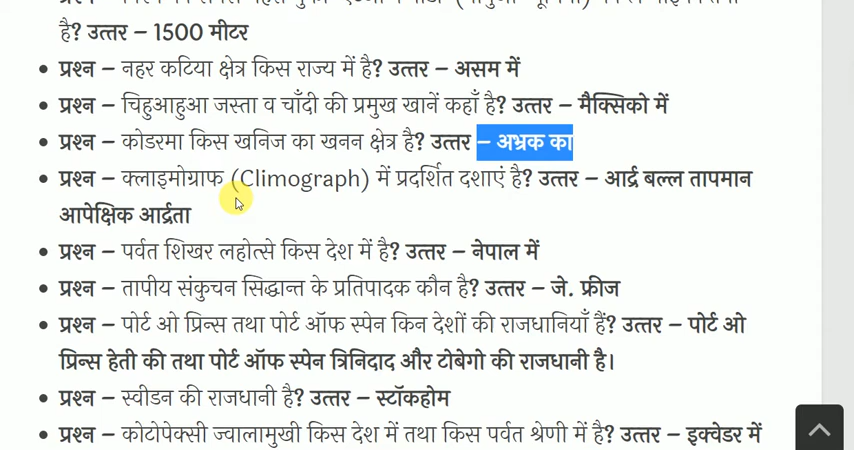 है? उत्तर – 1500 मीटर
प्रश्न – नहर कटिया क्षेत्र किस राज्य में है? उत्तर – असम में
प्रश्न – चिहुआहुआ जस्ता व चाँदी की प्रमुख खानें कहाँ है? उत्तर – मैक्सिको में
प्रश्न – कोडरमा किस खनिज का खनन क्षेत्र है? उत्तर – अभ्रक का
प्रश्न – क्लाइमोग्राफ (Climograph) में प्रदर्शित दशाएं है? उत्तर – आर्द्र बल्ल तापमान
आपेक्षिक आर्द्रता
प्रश्न – पर्वत शिखर लहोत्से किस देश में है? उत्तर – नेपाल में
प्रश्न – तापीय संकुचन सिद्धान्त के प्रतिपादक कौन है? उत्तर – जे. फ्रीज
प्रश्न – पोर्ट ओ प्रिन्स तथा पोर्ट ऑफ स्पेन किन देशों की राजधानियाँ हैं? उत्तर – पोर्ट ओ
प्रिन्स हेती की तथा पोर्ट ऑफ स्पेन त्रिनिदाद और टोबेगो की राजधानी है।
प्रश्न – स्वीडन की राजधानी है? उत्तर – स्टॉकहोम
प्रश्न – कोटोपेक्सी ज्वालामुखी किस देश में तथा किस पर्वत श्रेणी में है? उत्तर – इक्वेडर में